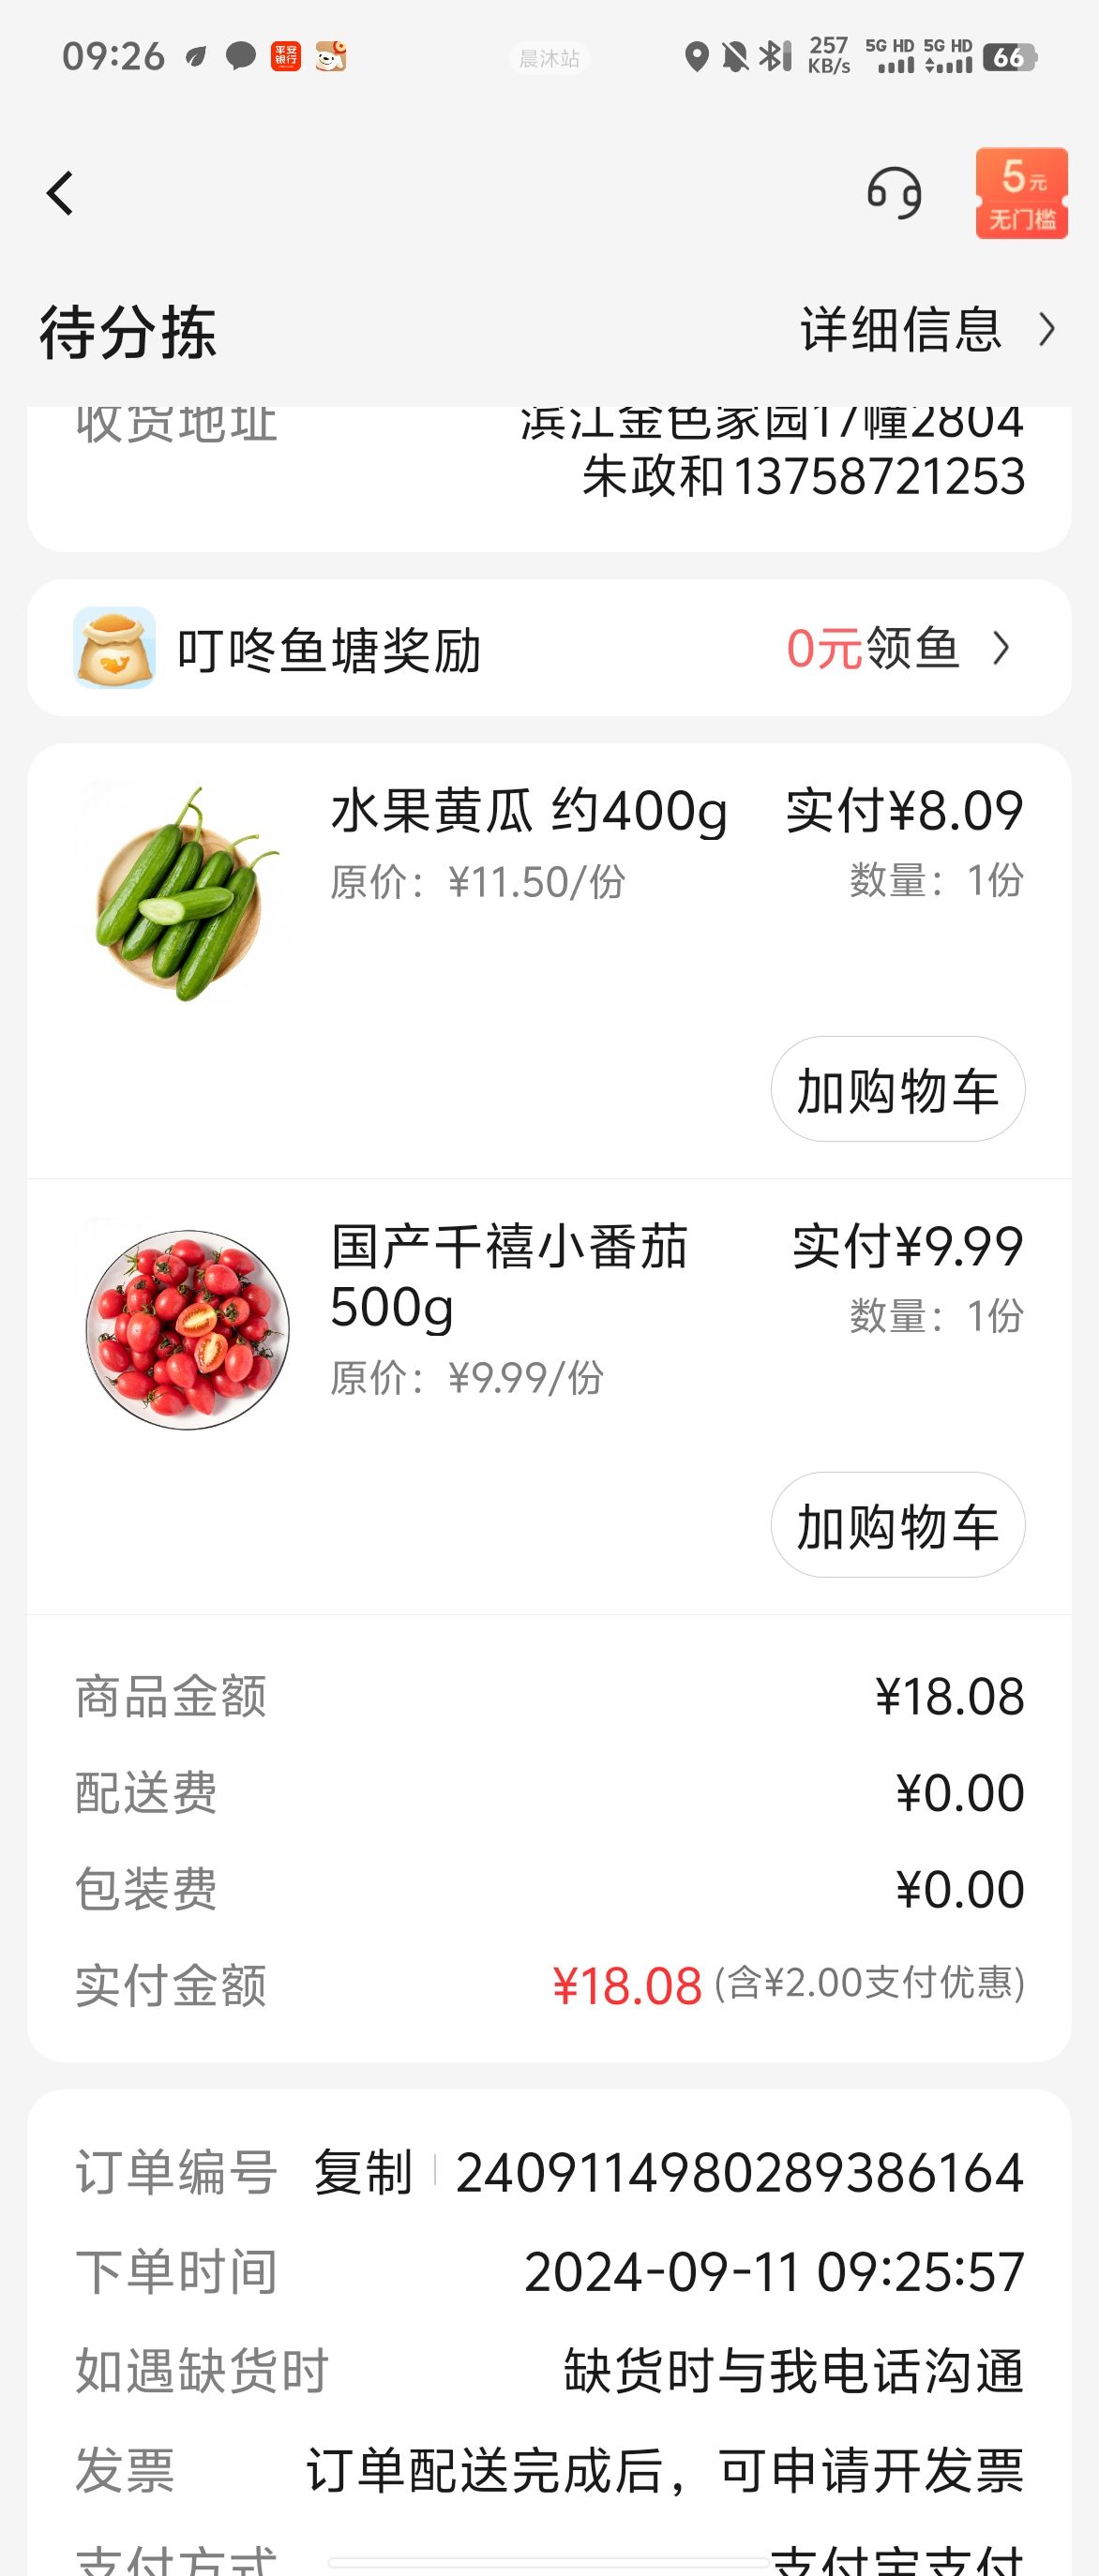 09:26
平安
银行
晨沐站
257
KB/s
5G HD 5G HD
66
5元
无门槛
待分拣
详细信息
收货地址
滨江金色家园17幢2804
朱政和 13758721253
叮咚鱼塘奖励
0元领鱼
水果黄瓜 约400g
实付¥8.09
原价：¥11.50/份
数量：1份
加购物车
国产千禧小番茄
500g
实付¥9.99
数量：1份
原价：¥9.99/份
加购物车
商品金额
¥18.08
配送费
¥0.00
包装费
¥0.00
实付金额
¥18.08 (含¥2.00支付优惠)
订单编号
复制 | 2409114980289386164
下单时间
2024-09-11 09:25:57
如遇缺货时
缺货时与我电话沟通
发票
订单配送完成后，可申请开发票
支付方式
支付宝支付